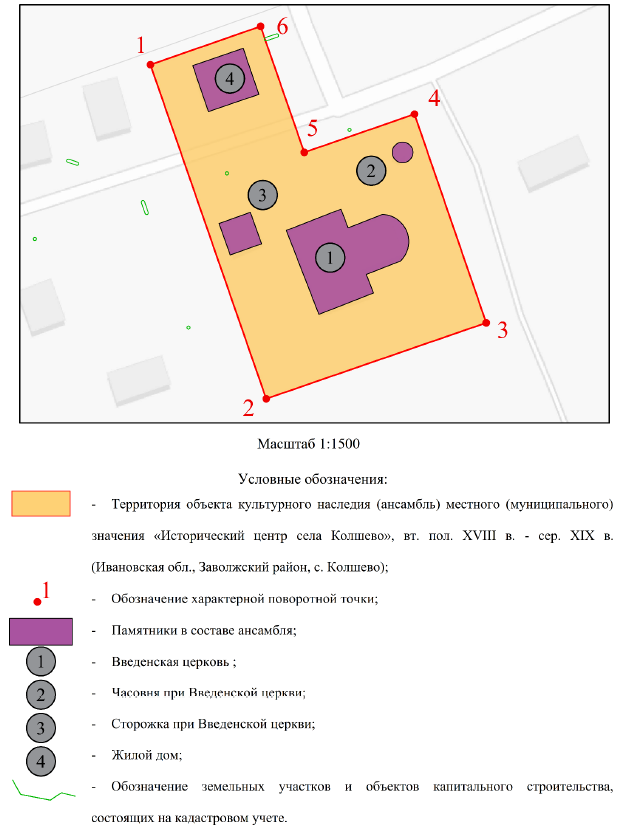 6
1
4
4
5
2
3
1
3
2
Масштаб 1:1500
Условные обозначения:
- Территория объекта культурного наследия (ансамбль) местного (муниципального)
значения «Исторический центр села Колшево», вт. пол. XVIII в. - сер. XIX в.
(Ивановская обл., Заволжский район, с. Колшево);
1 - Обозначение характерной поворотной точки;
- Памятники в составе ансамбля;
1 - Введенская церковь ;
2 - Часовня при Введенской церкви;
3 - Сторожка при Введенской церкви;
4 - Жилой дом;
- Обозначение земельных участков и объектов капитального строительства,
состоящих на кадастровом учете.